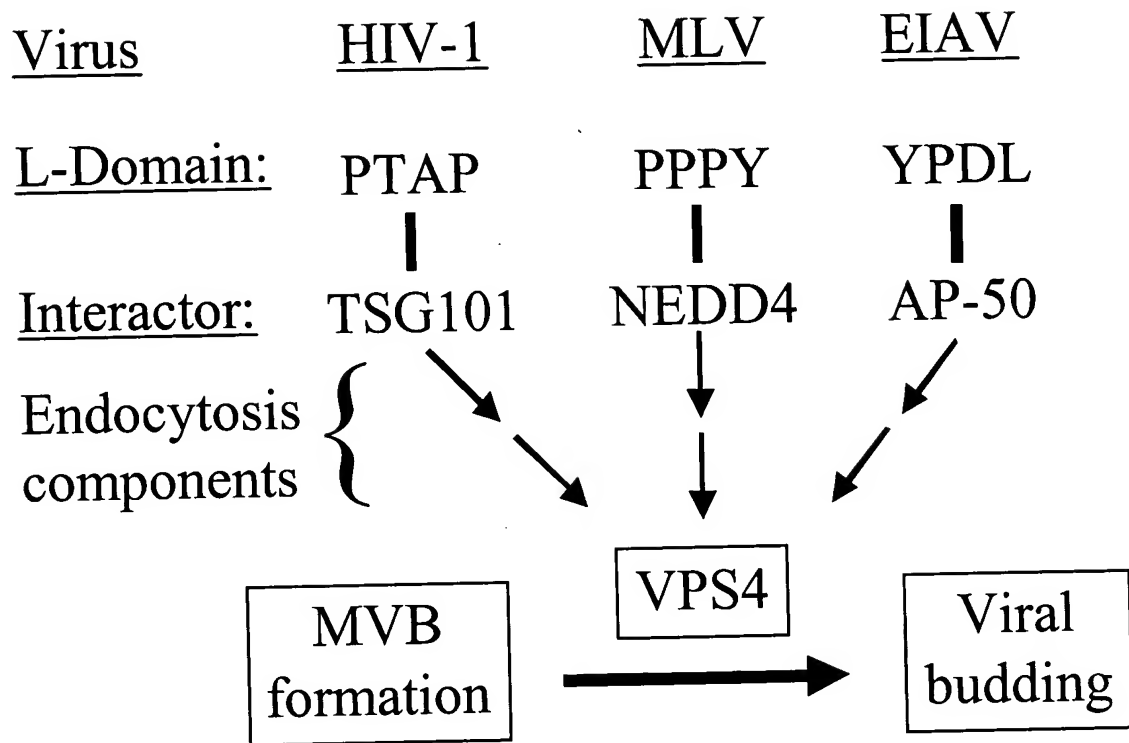 Virus HIV-1 MLV EIAV
L-Domain: PTAP PPPY YPDL
Interactor: TSG101 NEDD4 AP-50
Endocytosis
components
VPS4
MVB
formation
Viral
budding